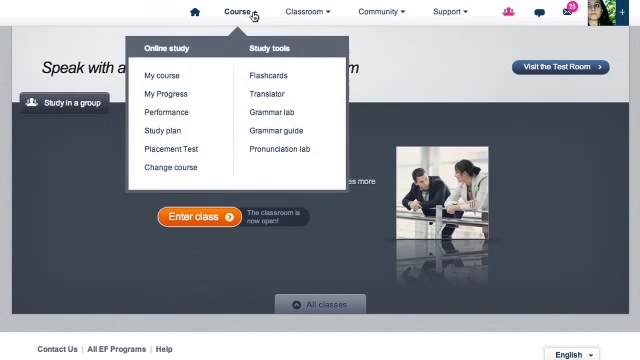 Course
Classroom
Community
Support
23
+
Online study
Study tools
My course
My Progress
Performance
Study plan
Placement Test
Change course
Flashcards
Translator
Grammar lab
Grammar guide
Pronunciation lab
Speak with a
m
Visit the Test Room >
Study in a group
es more
Enter class
The classroom is
now open!
All classes
Contact Us | All EF Programs | Help
English